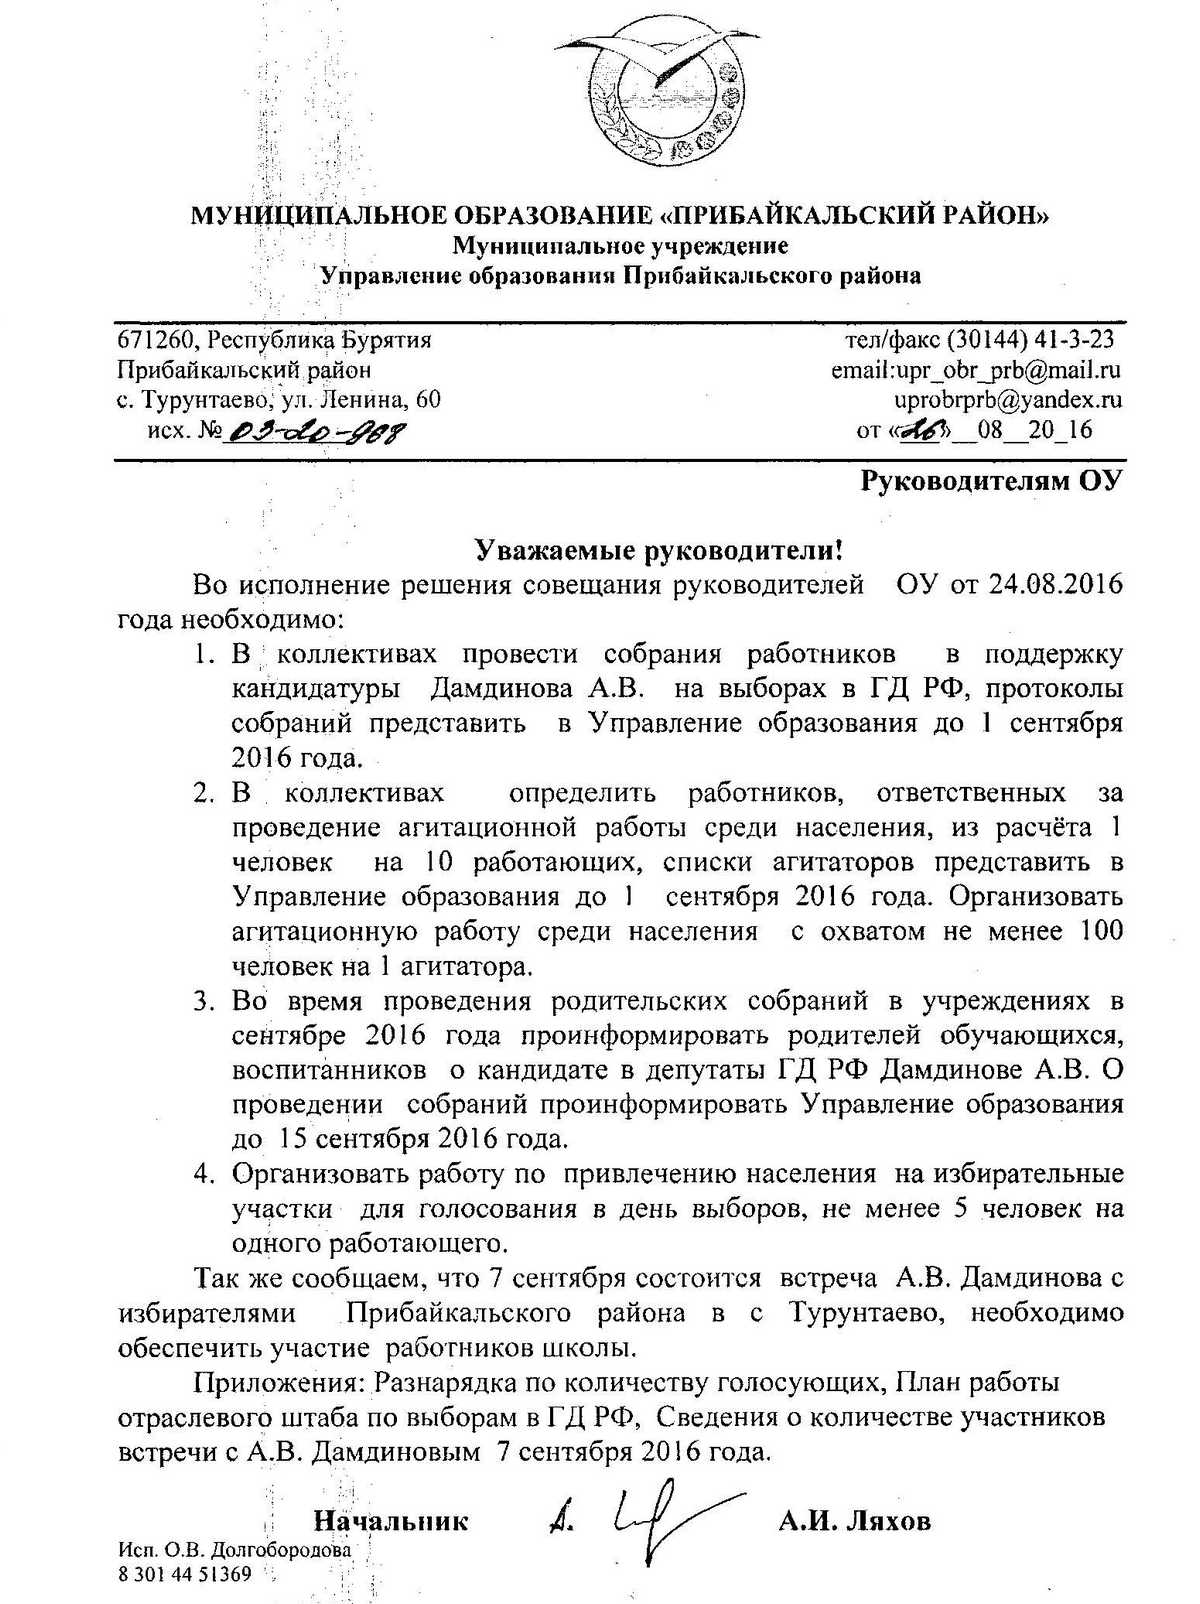 МУНИЦИПАЛЬНОЕ ОБРАЗОВАНИЕ «ПРИБАЙКАЛЬСКИЙ РАЙОН»
Муниципальное учреждение
Управление образования Прибайкальского района
671260, Республика Бурятия тел/факс (30144) 41-3-23
Прибайкальский район email:upr_obr_prb@mail.ru
с. Турунтаево, ул. Ленина, 60 uprobrprb@yandex.ru
исх. № 03-20-968 от «26»__08__20_16
Руководителям ОУ
Уважаемые руководители!
Во исполнение решения совещания руководителей ОУ от 24.08.2016
года необходимо:
1. В коллективах провести собрания работников в поддержку
кандидатуры Дамдинова А.В. на выборах в ГД РФ, протоколы
собраний представить в Управление образования до 1 сентября
2016 года.
2. В коллективах определить работников, ответственных за
проведение агитационной работы среди населения, из расчёта 1
человек на 10 работающих, списки агитаторов представить в
Управление образования до 1 сентября 2016 года. Организовать
агитационную работу среди населения с охватом не менее 100
человек на 1 агитатора.
3. Во время проведения родительских собраний в учреждениях в
сентябре 2016 года проинформировать родителей обучающихся,
воспитанников о кандидате в депутаты ГД РФ Дамдинове А.В. О
проведении собраний проинформировать Управление образования
до 15 сентября 2016 года.
4. Организовать работу по привлечению населения на избирательные
участки для голосования в день выборов, не менее 5 человек на
одного работающего.
Так же сообщаем, что 7 сентября состоится встреча А.В. Дамдинова с
избирателями Прибайкальского района в с Турунтаево, необходимо
обеспечить участие работников школы.
Приложения: Разнарядка по количеству голосующих, План работы
отраслевого штаба по выборам в ГД РФ, Сведения о количестве участников
встречи с А.В. Дамдиновым 7 сентября 2016 года.
Начальник А.И. Ляхов
Исп. О.В. Долгобородова
8 301 44 51369